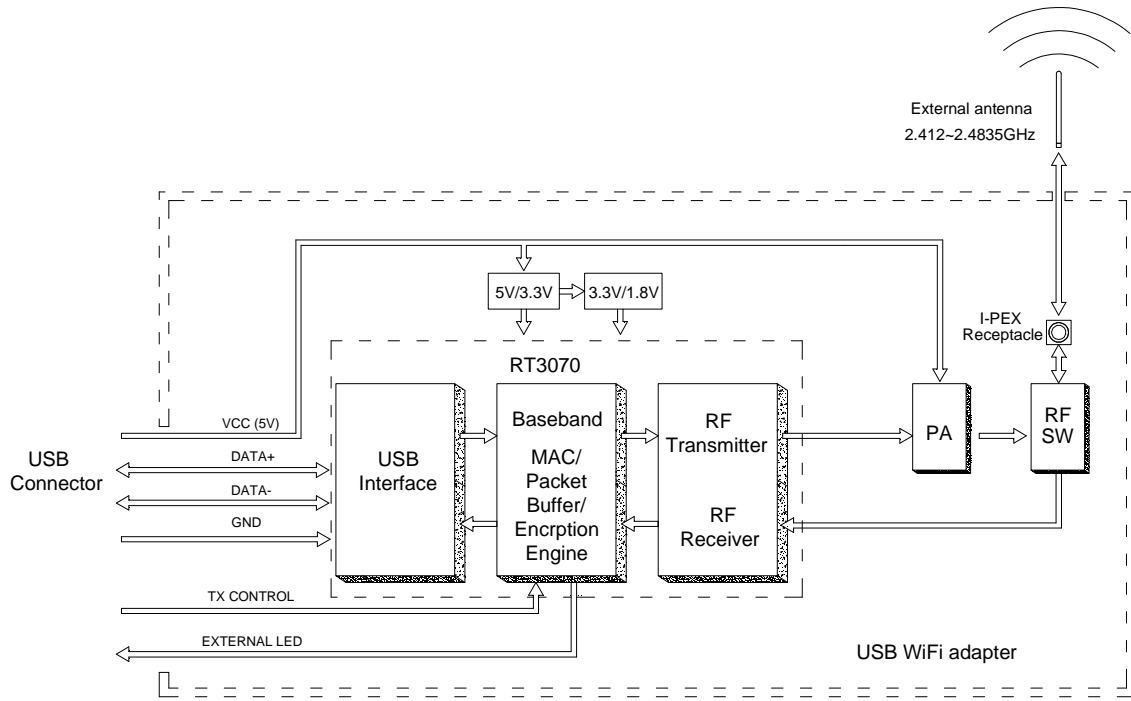 External antenna
2.412~2.4835GHz
5V/3.3V
3.3V/1.8V
I-PEX
Receptacle
RT3070
USB
Connector
VCC (5V)
DATA+
DATA-
GND
TX CONTROL
EXTERNAL LED
USB
Interface
Baseband
MAC/
Packet
Buffer/
Encrption
Engine
RF
Transmitter
RF
Receiver
PA
RF
SW
USB WiFi adapter